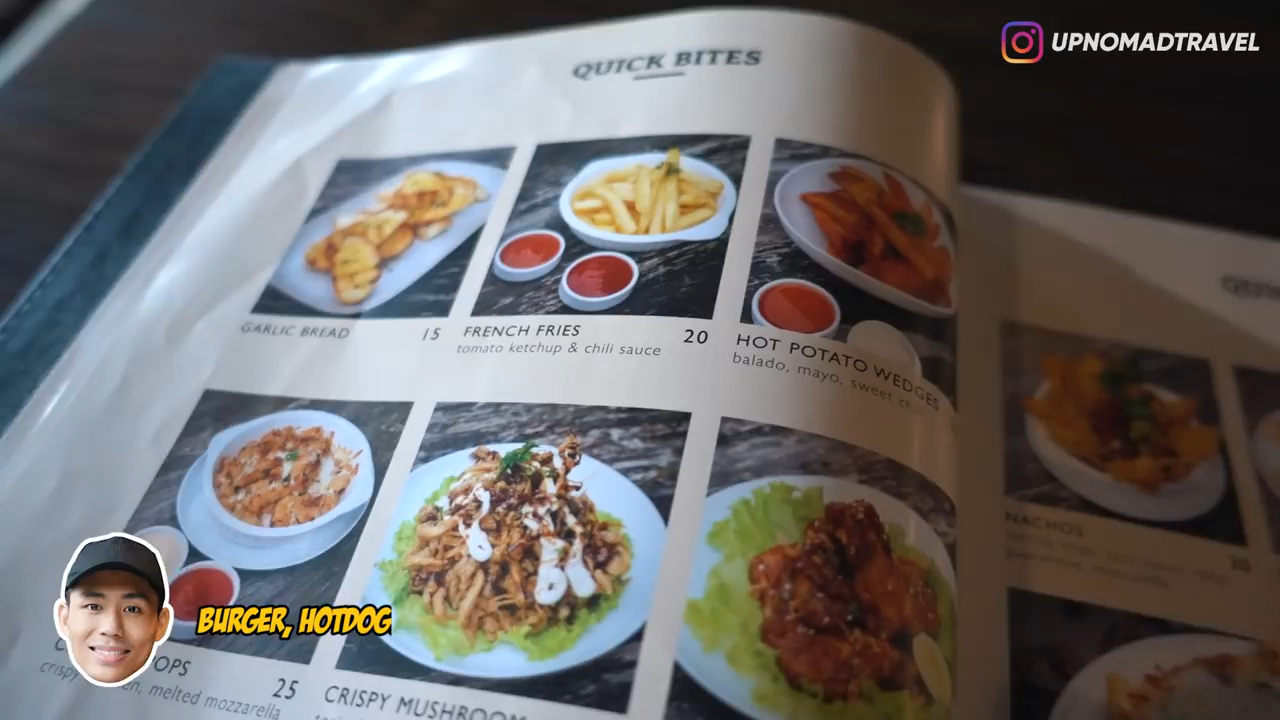 UPNOMADTRAVEL
QUICK BITES
GARLIC BREAD 15
FRENCH FRIES 20
tomato ketchup & chili sauce
HOT POTATO WEDGES
balado, mayo, sweet chili
NACHOS
30
BURGER, HOTDOG
25
melted mozzarella
CRISPY MUSHROOM